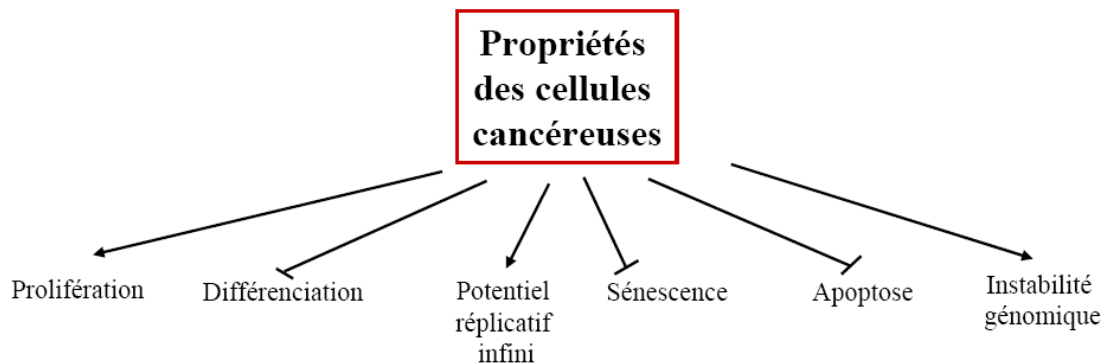 Propriétés
des cellules
cancéreuses
Prolifération
Différenciation
Potentiel
réplicatif
infini
Sénescence
Apoptose
Instabilité
génomique